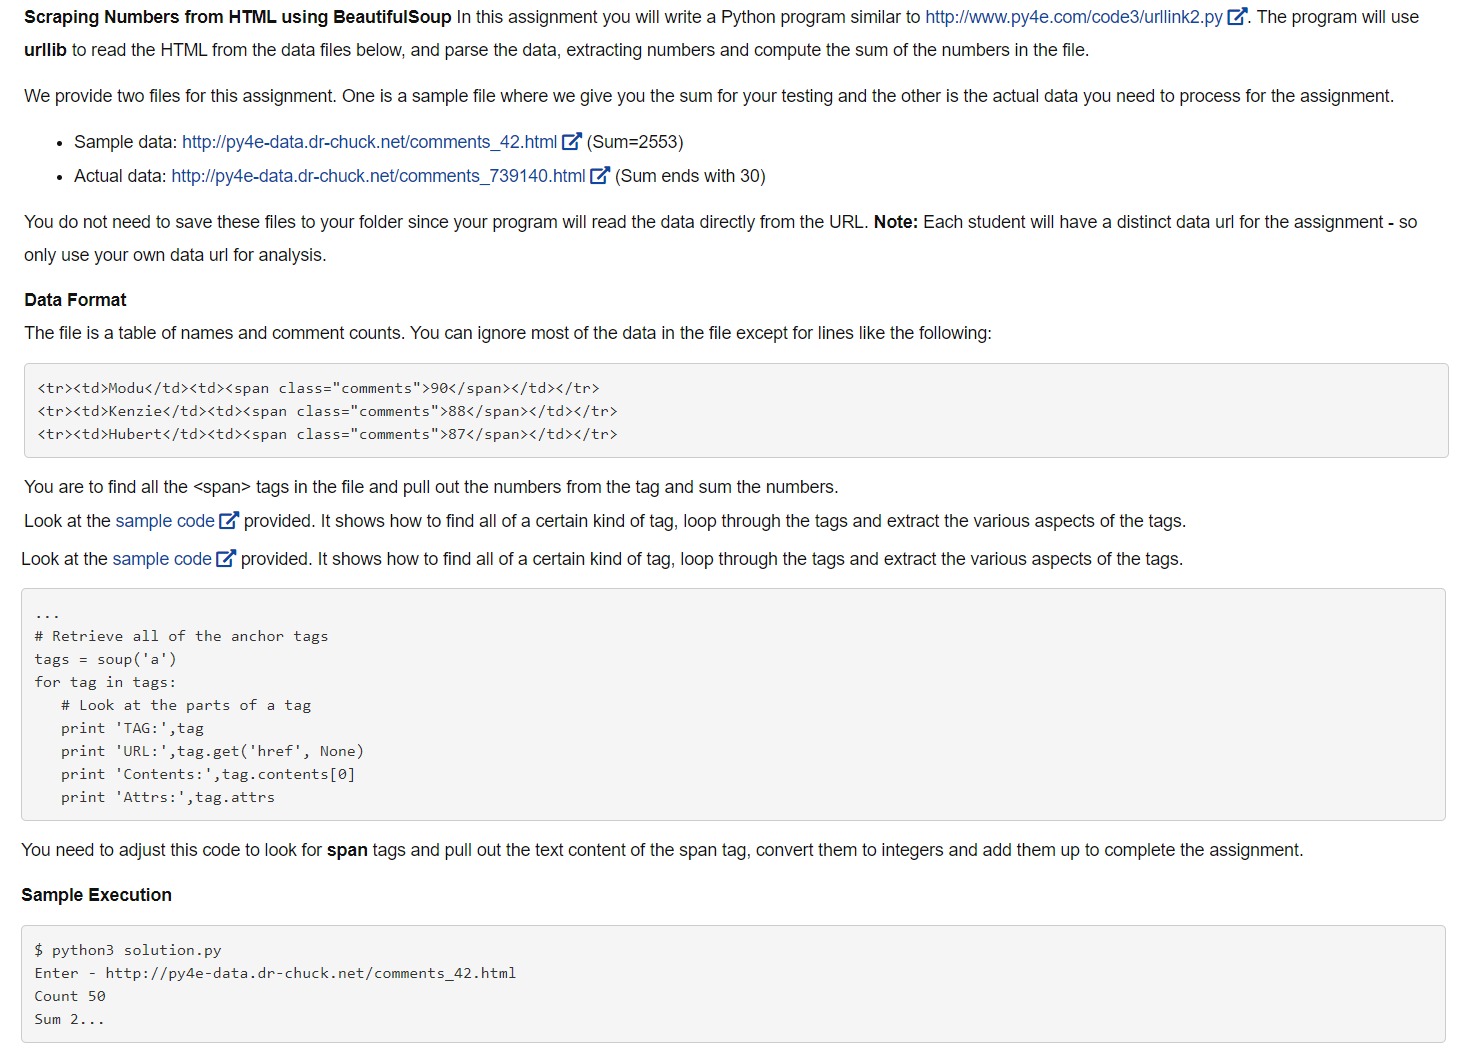 Scraping Numbers from HTML using BeautifulSoup In this assignment you will write a Python program similar to http://www.py4e.com/code3/urllink2.py. The program will use
urllib to read the HTML from the data files below, and parse the data, extracting numbers and compute the sum of the numbers in the file.
We provide two files for this assignment. One is a sample file where we give you the sum for your testing and the other is the actual data you need to process for the assignment.
• Sample data: http://py4e-data.dr-chuck.net/comments_42.html (Sum=2553)
• Actual data: http://py4e-data.dr-chuck.net/comments_739140.html (Sum ends with 30)
You do not need to save these files to your folder since your program will read the data directly from the URL. Note: Each student will have a distinct data url for the assignment - so
only use your own data url for analysis.
Data Format
The file is a table of names and comment counts. You can ignore most of the data in the file except for lines like the following:
<tr><td>Modu</td><td><span class="comments">90</span></td></tr>
<tr><td>Kenzie</td><td><span class="comments">88</span></td></tr>
<tr><td>Hubert</td><td><span class="comments">87</span></td></tr>
You are to find all the <span> tags in the file and pull out the numbers from the tag and sum the numbers.
Look at the sample code provided. It shows how to find all of a certain kind of tag, loop through the tags and extract the various aspects of the tags.
Look at the sample code provided. It shows how to find all of a certain kind of tag, loop through the tags and extract the various aspects of the tags.
...
# Retrieve all of the anchor tags
tags = soup('a')
for tag in tags:
   # Look at the parts of a tag
   print 'TAG:',tag
   print 'URL:',tag.get('href', None)
   print 'Contents:',tag.contents[0]
   print 'Attrs:',tag.attrs
You need to adjust this code to look for span tags and pull out the text content of the span tag, convert them to integers and add them up to complete the assignment.
Sample Execution
$ python3 solution.py
Enter - http://py4e-data.dr-chuck.net/comments_42.html
Count 50
Sum 2...